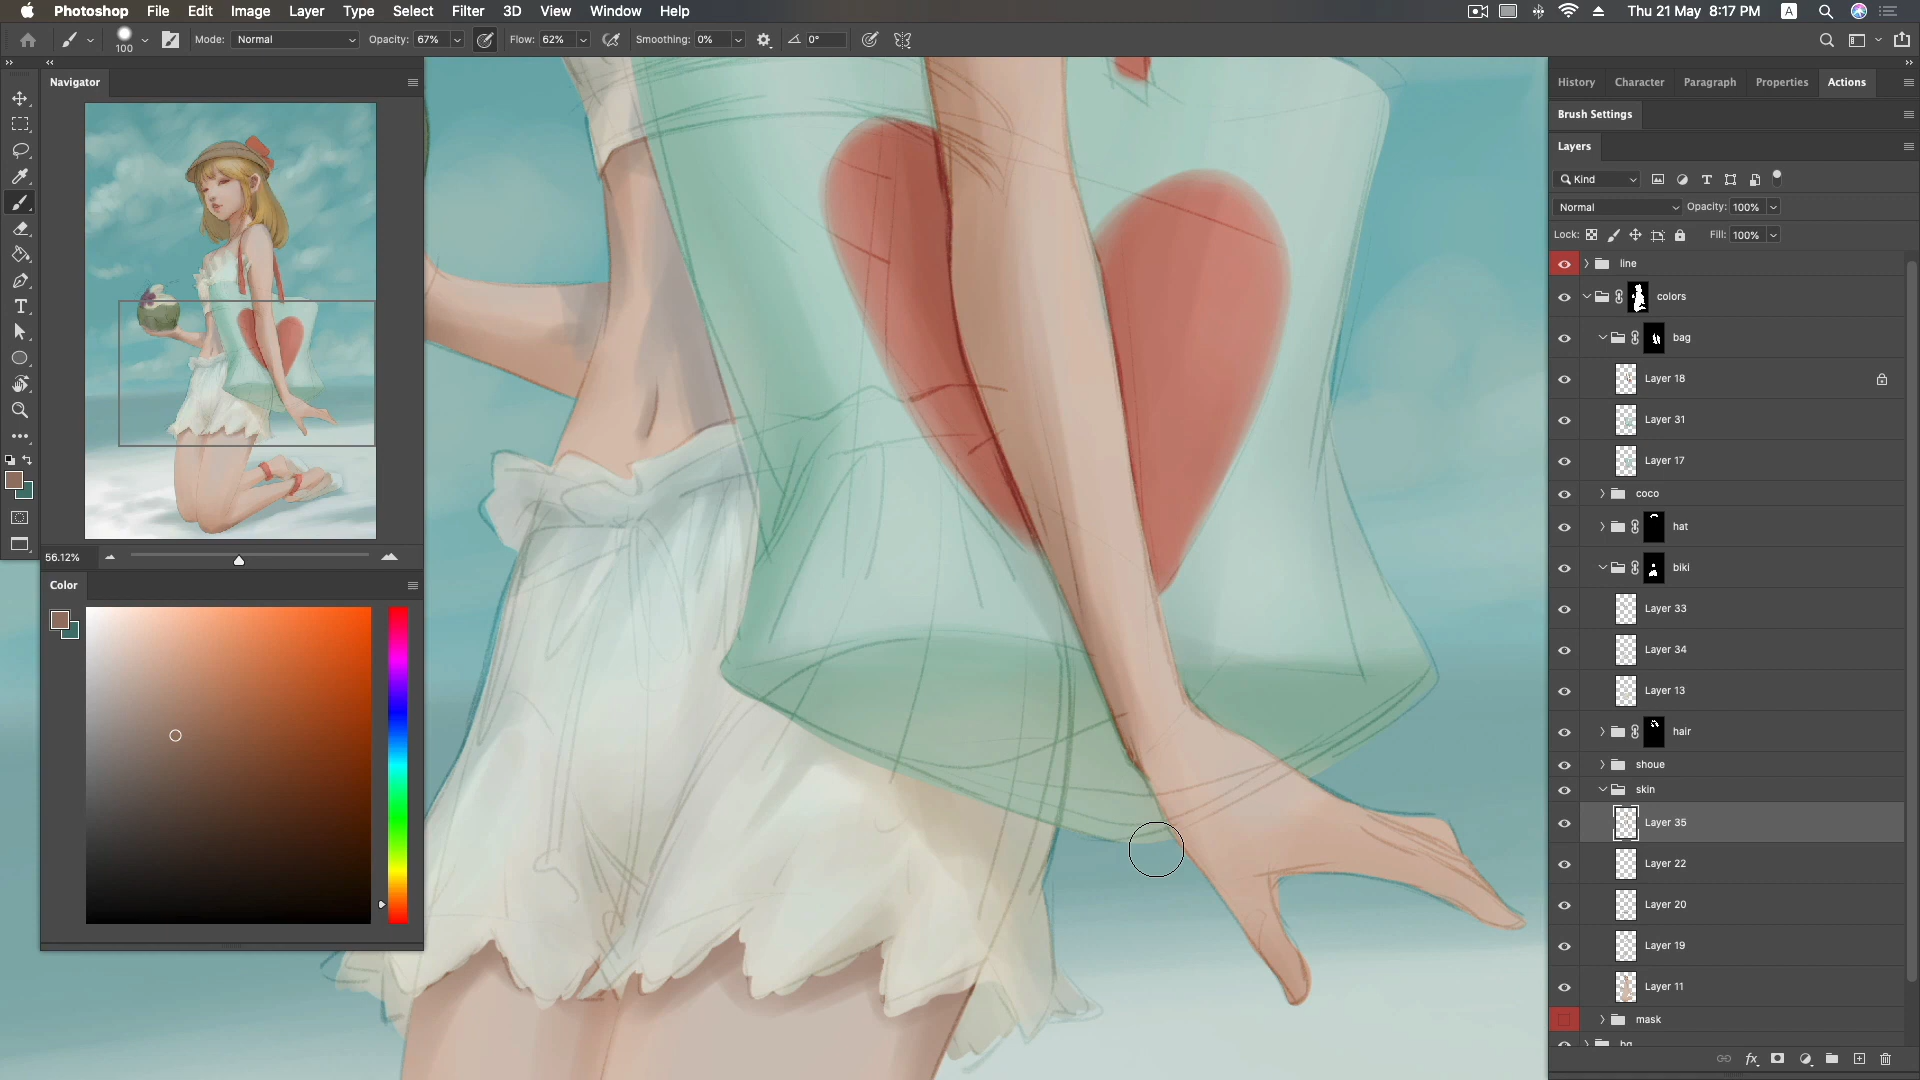 Photoshop File Edit Image Layer Type Select Filter 3D View Window Help
Thu 21 May 8:17 PM A
100 Mode: Normal Opacity: 67% Flow: 62% Smoothing: 0% 0°
Navigator
56.12%
Color
History Character Paragraph Properties Actions
Brush Settings
Layers
Kind
Normal Opacity: 100%
Lock: Fill: 100%
line
colors
bag
Layer 18
Layer 31
Layer 17
coco
hat
biki
Layer 33
Layer 34
Layer 13
hair
shoue
skin
Layer 35
Layer 22
Layer 20
Layer 19
Layer 11
mask
bg